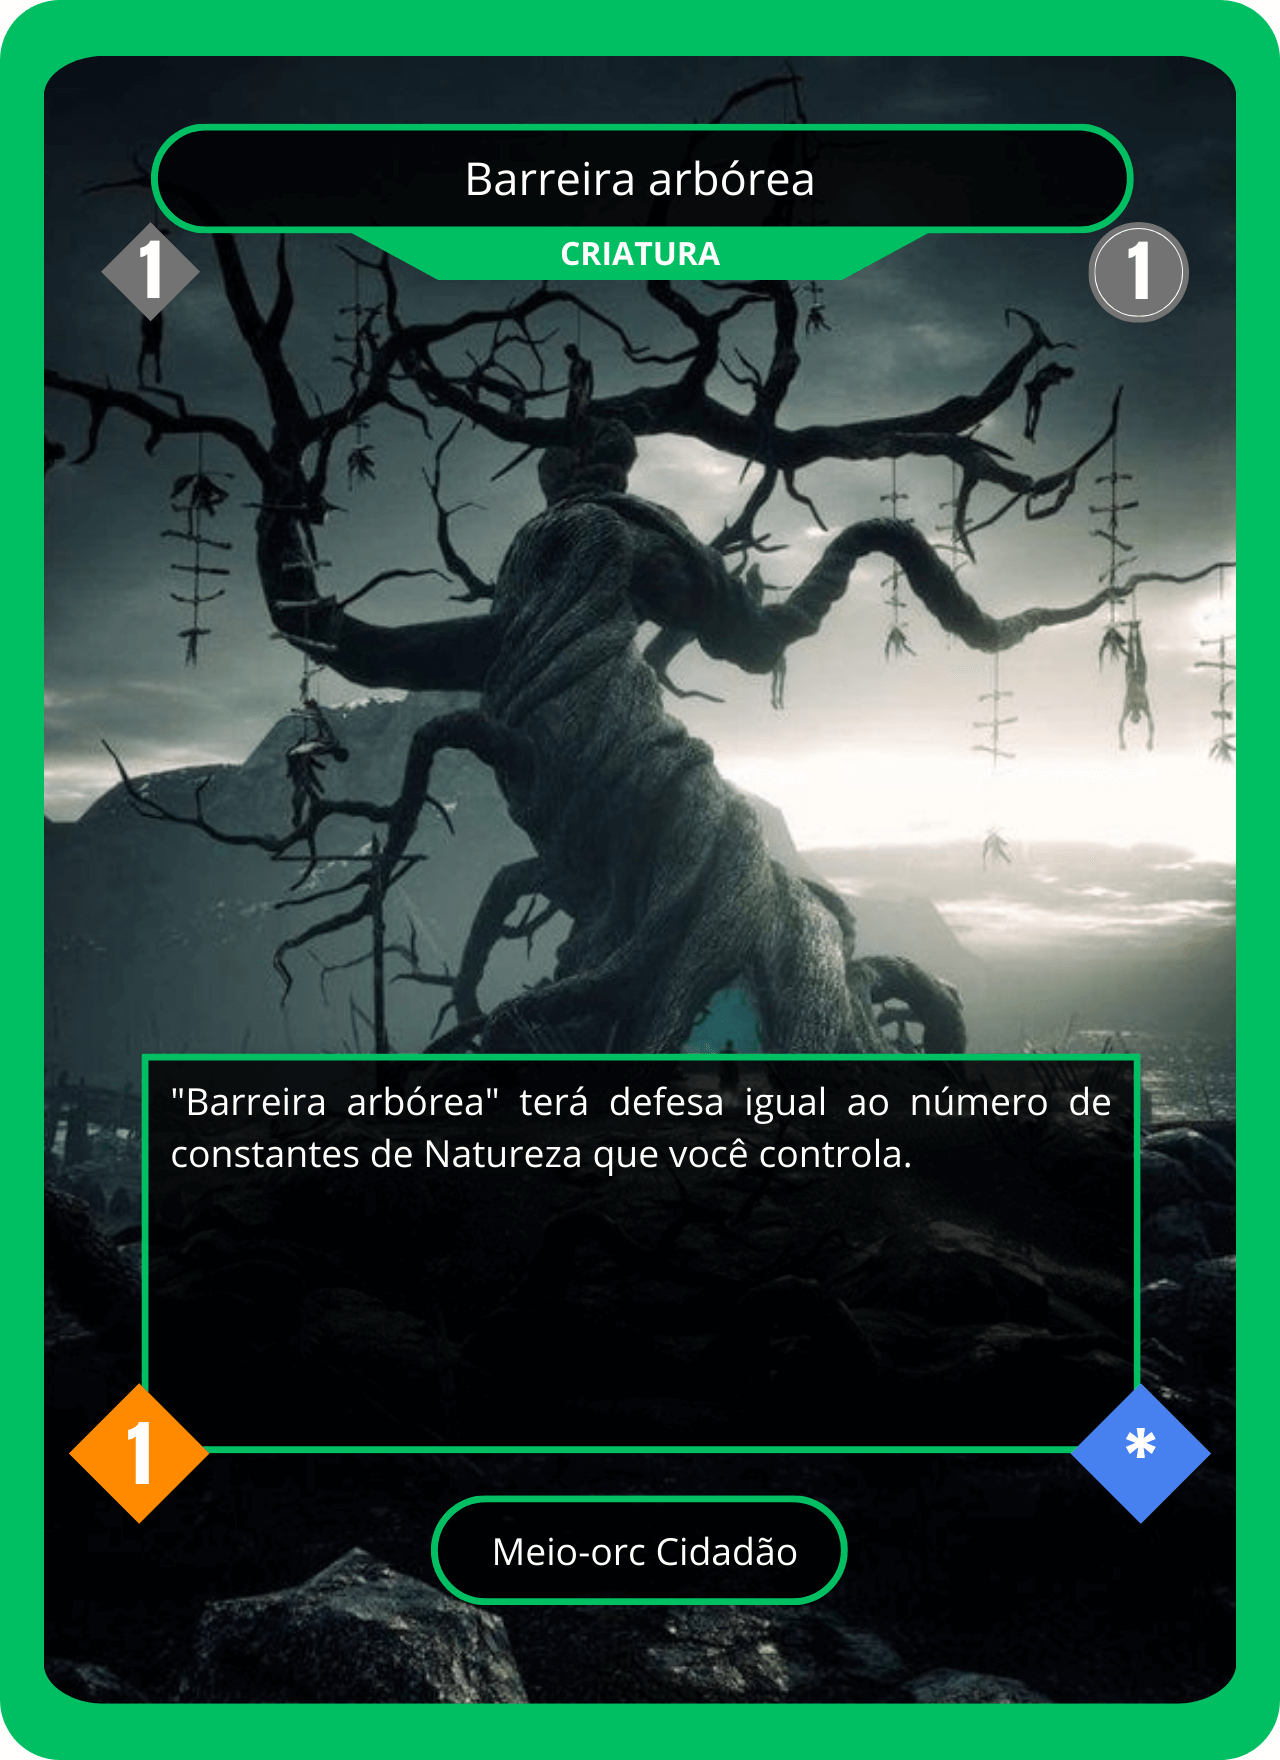 Barreira arbórea
CRIATURA
1
1
"Barreira arbórea" terá defesa igual ao número de
constantes de Natureza que você controla.
1
*
Meio-orc Cidadão